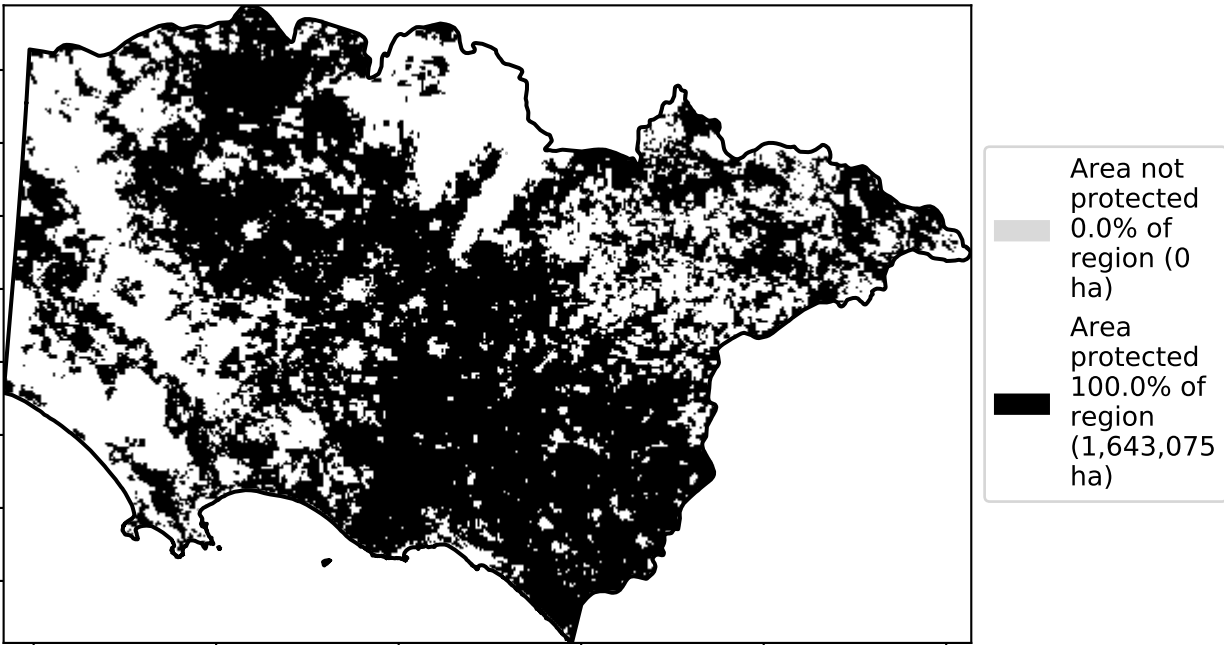 Area not
protected
0.0% of
region (0
ha)
Area
protected
100.0% of
region
(1,643,075
ha)